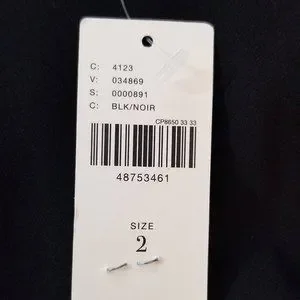 C: 4123
V: 034869
S: 0000891
C: BLK/NOIR
CP8650 33 33
48753461
SIZE
2